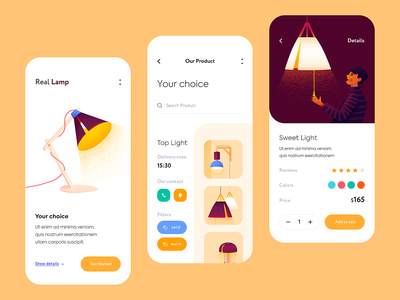 Real Lamp
Your choice
Ut enim ad minima veniam,
quis nostrum exercitationem
ullam corporis suscipit.
Show details
Get Started
Our Product
Your choice
Search Product
Top Light
Delivery time
15:30
Our contact
Filters
cold
warm
Details
Sweet Light
Ut enim ad minima veniam,
quis nostrum exercitationem
Reviews
Colors
Price
$165
1
Add to cart